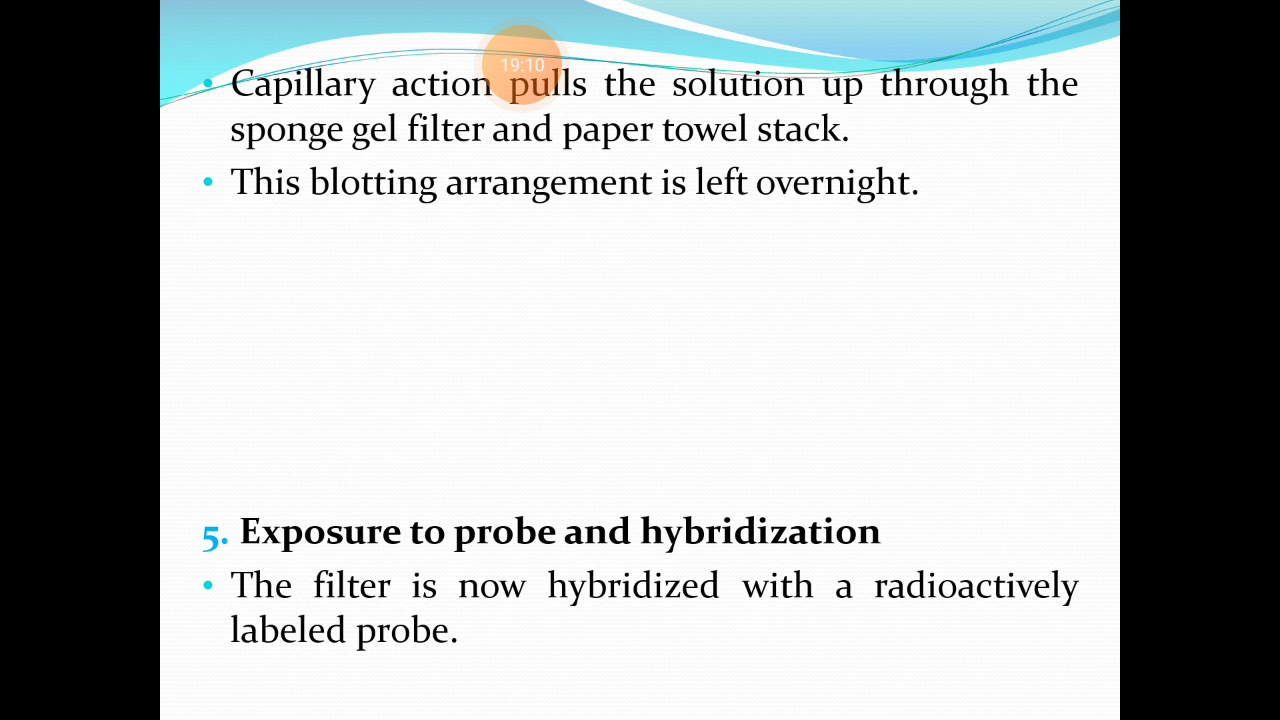 19:10
• Capillary action pulls the solution up through the
sponge gel filter and paper towel stack.
• This blotting arrangement is left overnight.
5. Exposure to probe and hybridization
• The filter is now hybridized with a radioactively
labeled probe.